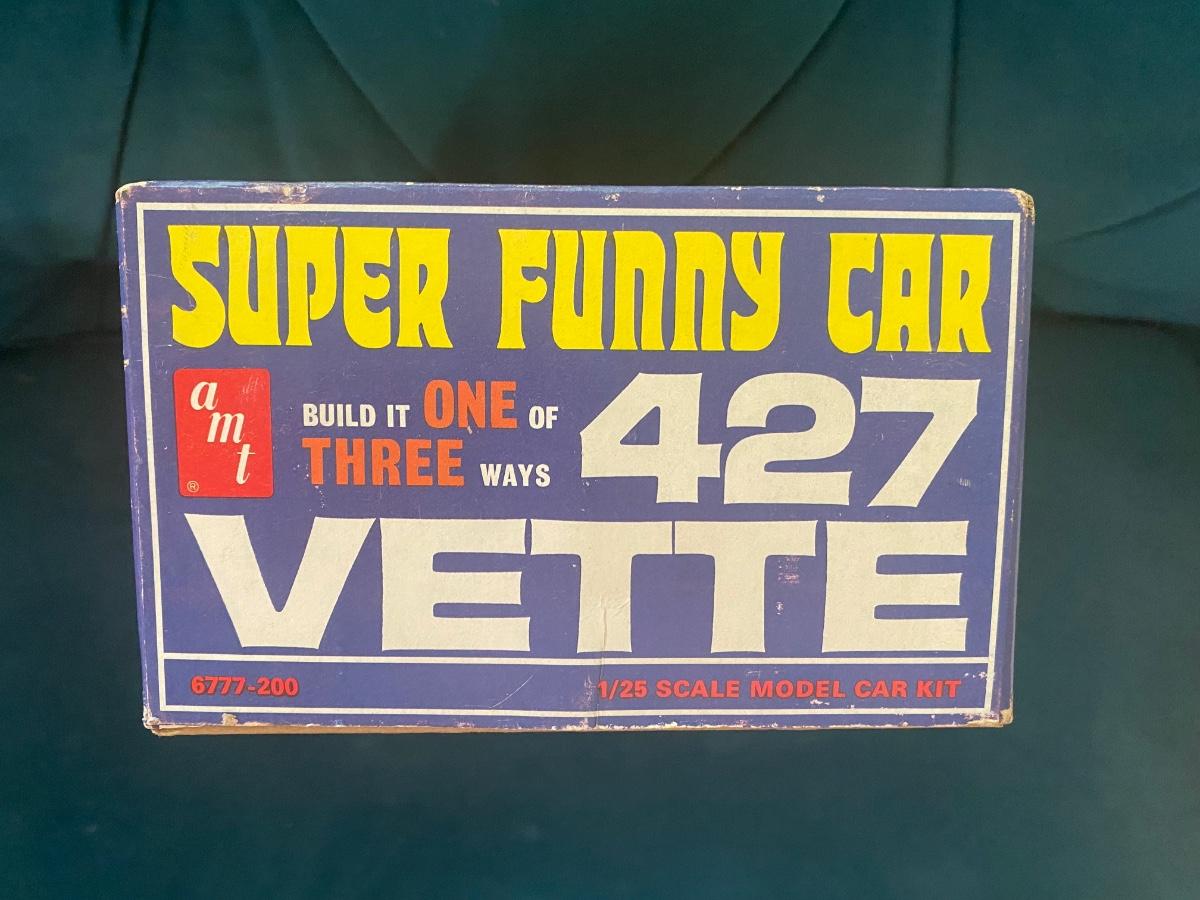 SUPER FUNNY CAR
amt
®
BUILD IT ONE OF
THREE WAYS
427
VETTE
6777-200
1/25 SCALE MODEL CAR KIT